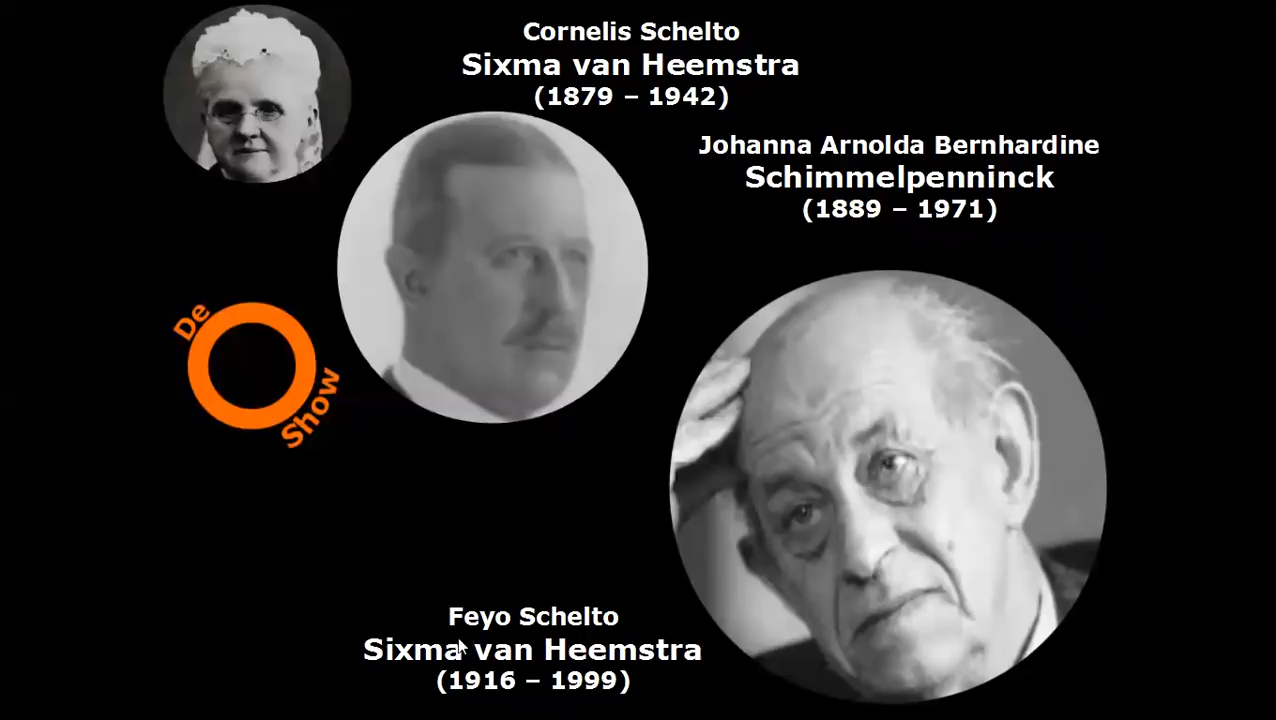 Cornelis Schelto
Sixma van Heemstra
(1879 – 1942)
Johanna Arnolda Bernhardine
Schimmelpenninck
(1889 – 1971)
De
Show
Feyo Schelto
Sixma van Heemstra
(1916 – 1999)